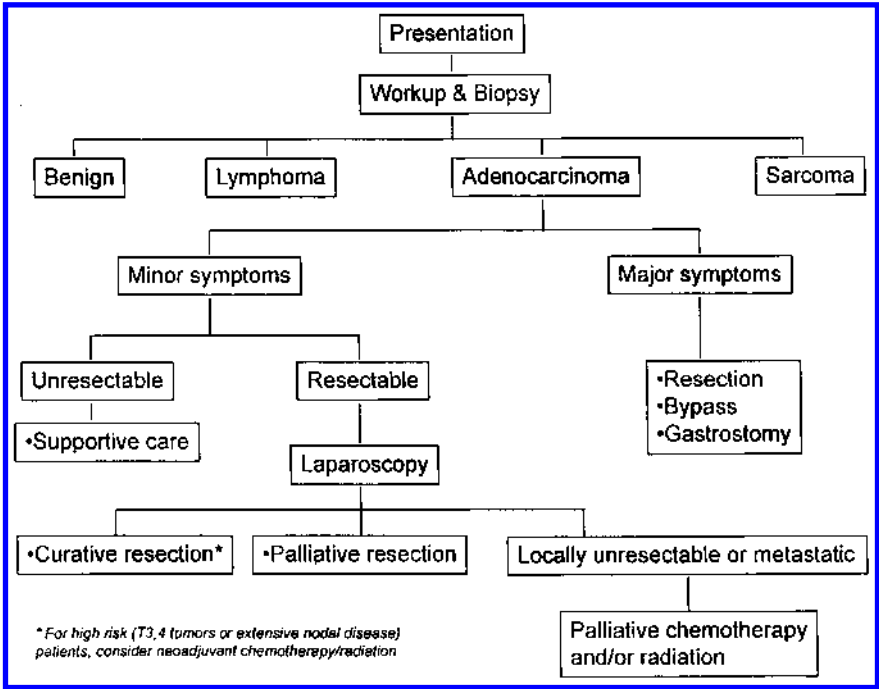 Presentation
Workup & Biopsy
Benign
Lymphoma
Adenocarcinoma
Sarcoma
Minor symptoms
Major symptoms
Unresectable
Resectable
•Resection
•Bypass
•Gastrostomy
•Supportive care
Laparoscopy
•Curative resection*
•Palliative resection
Locally unresectable or metastatic
* For high risk (T3,4 tumors or extensive nodal disease)
patients, consider neoadjuvant chemotherapy/radiation
Palliative chemotherapy
and/or radiation